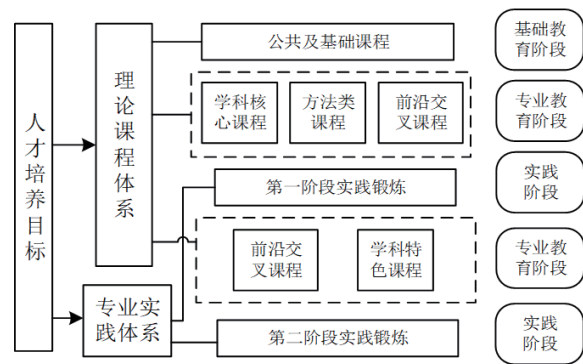 人才培养目标
理论课程体系
专业实
践体系
公共及基础课程
学科核
心课程
方法类
课程
前沿交
叉课程
第一阶段实践锻炼
前沿交
叉课程
学科特
色课程
第二阶段实践锻炼
基础教
育阶段
专业教
育阶段
实践
阶段
专业教
育阶段
实践
阶段